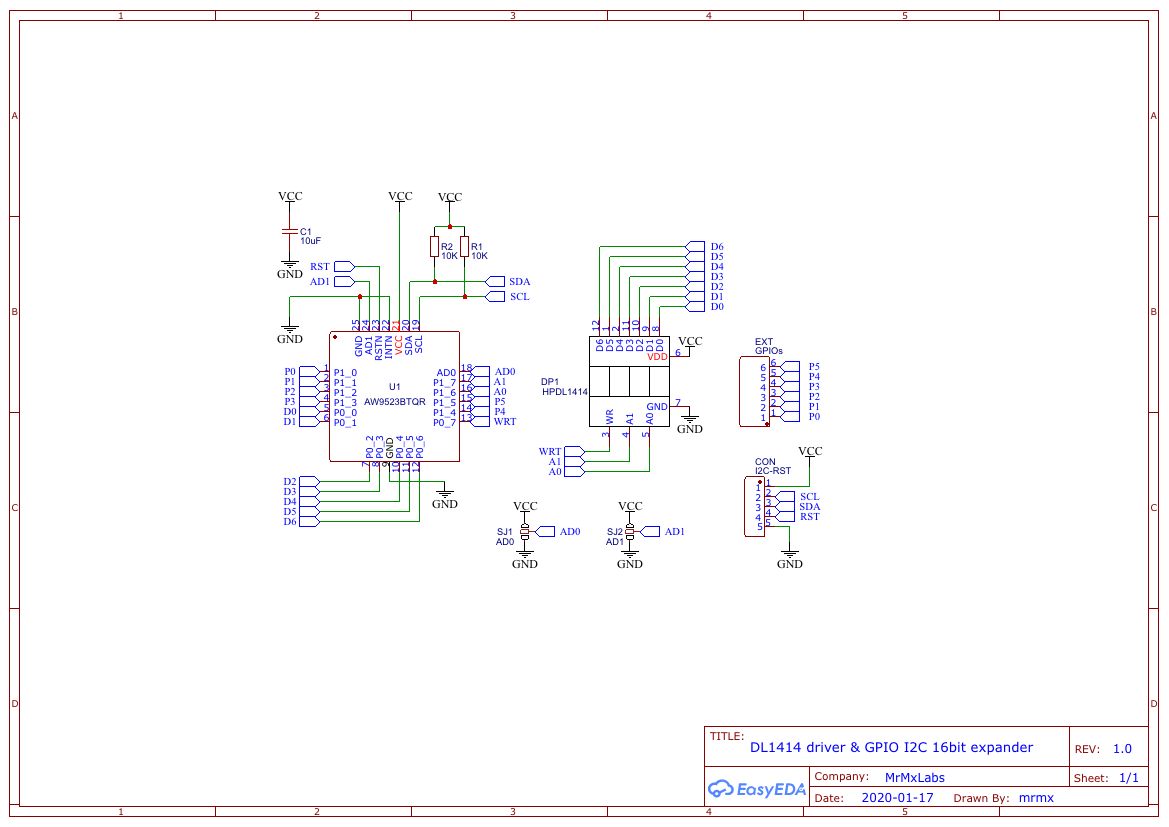 1 2 3 4 5
A A
B B
C C
D D
VCC VCC VCC
C1
10uF
GND
R2
10K
R1
10K
RST
AD1
SDA
SCL
GND
25 24 23 22 21 20 19
GND AD1 RSTN INTN VCC SDA SCL
U1
AW9523BTQR
P0 1 P1_0
P1 2 P1_1
P2 3 P1_2
P3 4 P1_3
D0 5 P0_0
D1 6 P0_1
AD0 18 AD0
P1_7 17 A1
P1_6 16 A0
P1_5 15 P5
P1_4 14 P4
P0_7 13 WRT
P0_2 P0_3 GND P0_4 P0_5 P0_6
7 8 9 10 11 12
D2
D3
D4
D5
D6
GND
D6
D5
D4
D3
D2
D1
D0
12 1 2 11 10 9 8
D6 D5 D4 D3 D2 D1 D0
VDD 6 VCC
DP1
HPDL1414
GND 7
GND
WR A1 A0
3 4 5
WRT
A1
A0
EXT
GPIOs
6 6 P5
5 5 P4
4 4 P3
3 3 P2
2 2 P1
1 1 P0
CON
I2C-RST
VCC
1 1
2 2 SCL
3 3 SDA
4 4 RST
5 5
GND
VCC
SJ1
AD0
AD0
GND
VCC
SJ2
AD1
AD1
GND
TITLE:
DL1414 driver & GPIO I2C 16bit expander
REV: 1.0
EasyEDA
Company: MrMxLabs
Sheet: 1/1
Date: 2020-01-17 Drawn By: mrmx
1 2 3 4 5